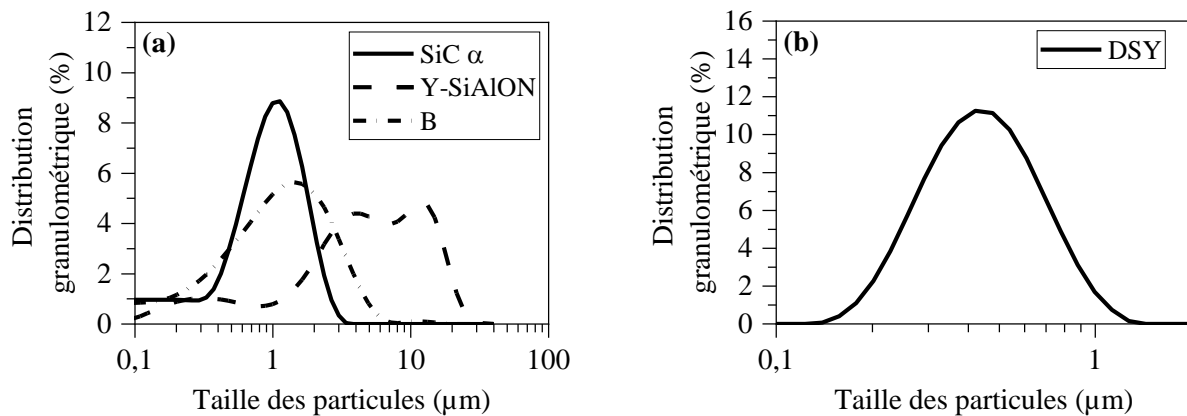 (a)
SiC α
Y-SiAlON
B
12
10
8
6
4
2
0
0,1
1
10
100
Distribution
granulométrique (%)
Taille des particules (µm)
(b)
DSY
16
14
12
10
8
6
4
2
0
0,1
1
Distribution
granulométrique (%)
Taille des particules (µm)